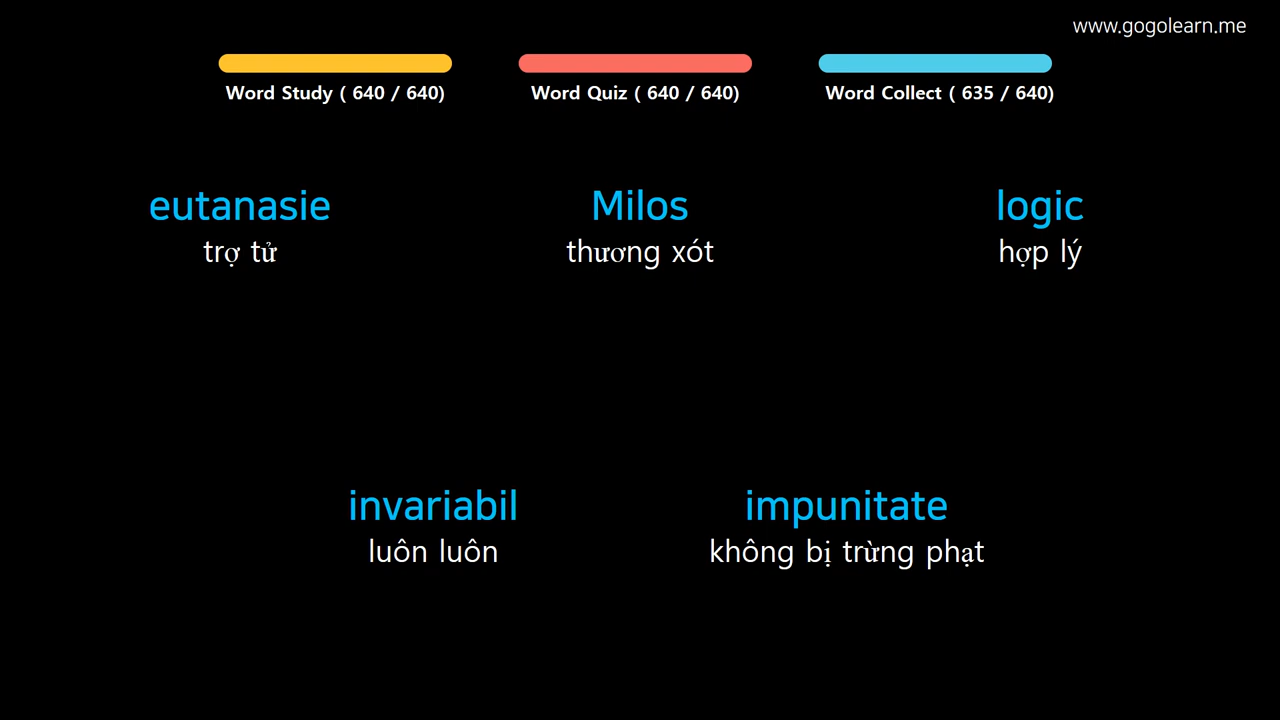 www.gogolearn.me
Word Study ( 640 / 640)
Word Quiz ( 640 / 640)
Word Collect ( 635 / 640)
eutanasie
trợ tử
Milos
thương xót
logic
hợp lý
invariabil
luôn luôn
impunitate
không bị trừng phạt